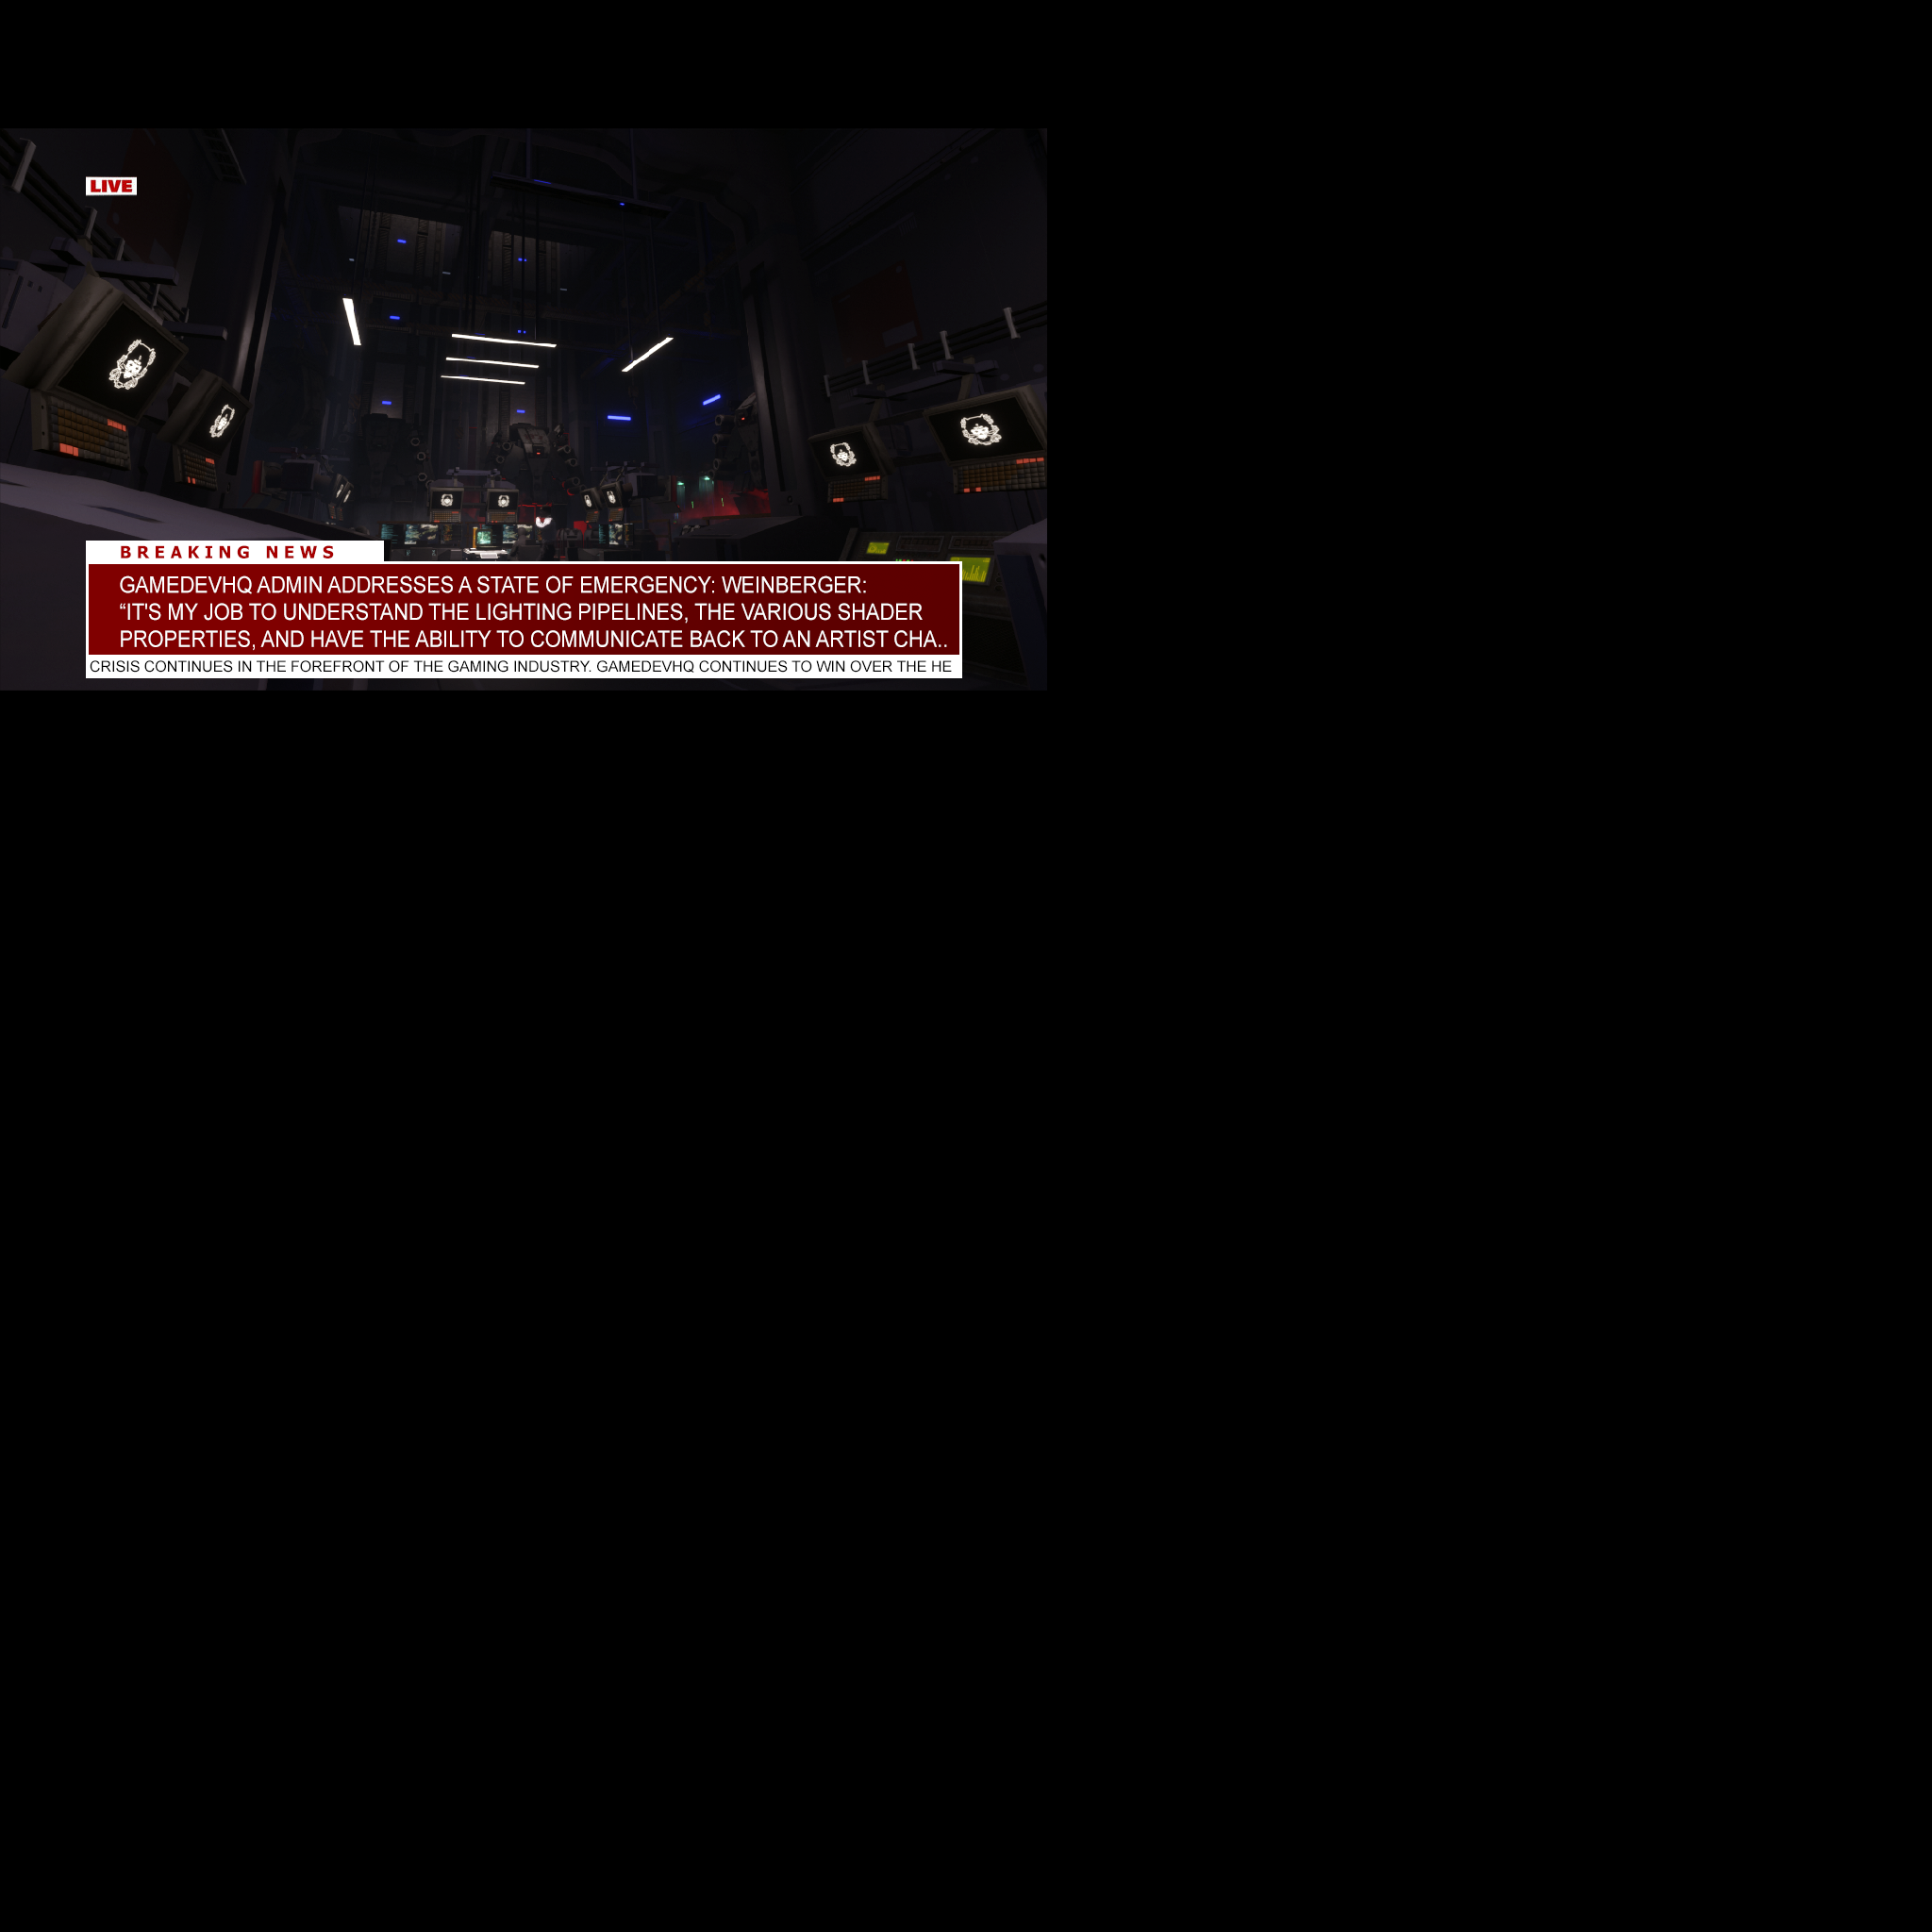 LIVE
BREAKING NEWS
GAMEDEVHQ ADMIN ADDRESSES A STATE OF EMERGENCY: WEINBERGER:
“IT'S MY JOB TO UNDERSTAND THE LIGHTING PIPELINES, THE VARIOUS SHADER
PROPERTIES, AND HAVE THE ABILITY TO COMMUNICATE BACK TO AN ARTIST CHA..
CRISIS CONTINUES IN THE FOREFRONT OF THE GAMING INDUSTRY. GAMEDEVHQ CONTINUES TO WIN OVER THE HE